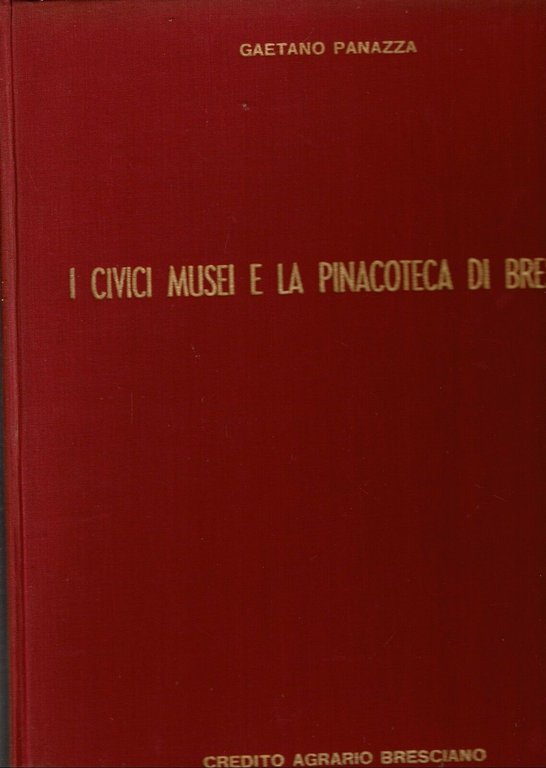 GAETANO PANAZZA
I CIVICI MUSEI E LA PINACOTECA DI BRE
CREDITO AGRARIO BRESCIANO